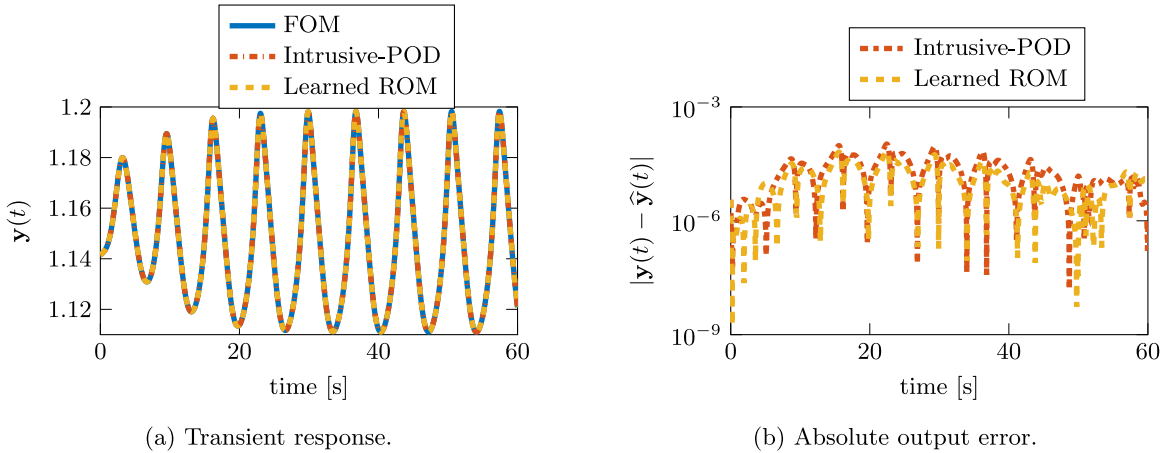 FOM
Intrusive-POD
Learned ROM
1.2
1.18
1.16
1.14
1.12
y(t)
0 20 40 60
time [s]
(a) Transient response.
Intrusive-POD
Learned ROM
10⁻³
10⁻⁶
10⁻⁹
|y(t) − ŷ(t)|
0 20 40 60
time [s]
(b) Absolute output error.